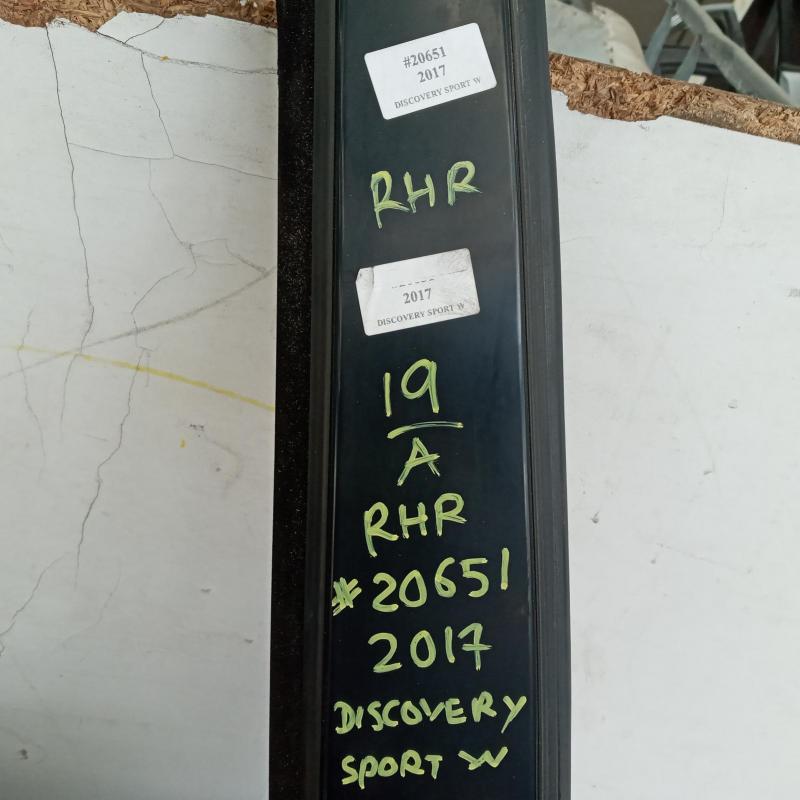 #20651
2017
DISCOVERY SPORT W
RHR
2017
DISCOVERY SPORT W
19
A
RHR
#20651
2017
DISCOVERY
SPORT W